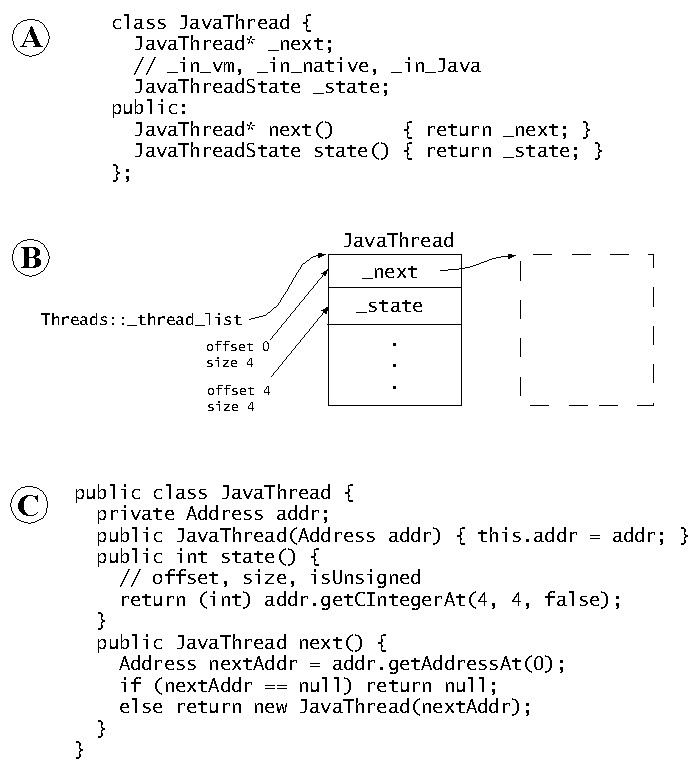 A
class JavaThread {
JavaThread* _next;
// _in_vm, _in_native, _in_Java
JavaThreadState _state;
public:
JavaThread* next() { return _next; }
JavaThreadState state() { return _state; }
};
B
JavaThread
_next
_state
Threads::_thread_list
offset 0
size 4
offset 4
size 4
C
public class JavaThread {
private Address addr;
public JavaThread(Address addr) { this.addr = addr; }
public int state() {
// offset, size, isUnsigned
return (int) addr.getCIntegerAt(4, 4, false);
}
public JavaThread next() {
Address nextAddr = addr.getAddressAt(0);
if (nextAddr == null) return null;
else return new JavaThread(nextAddr);
}
}